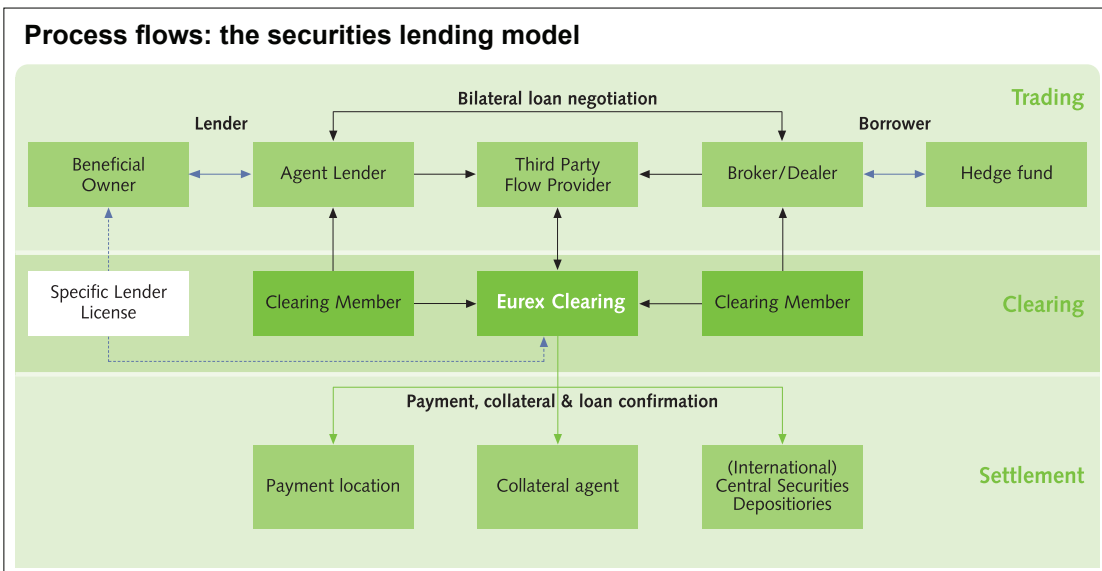 Process flows: the securities lending model
Trading
Bilateral loan negotiation
Lender
Borrower
Beneficial
Owner
Agent Lender
Third Party
Flow Provider
Broker/Dealer
Hedge fund
Specific Lender
License
Clearing Member
Eurex Clearing
Clearing Member
Clearing
Payment, collateral & loan confirmation
Payment location
Collateral agent
(International)
Central Securities
Depositiories
Settlement